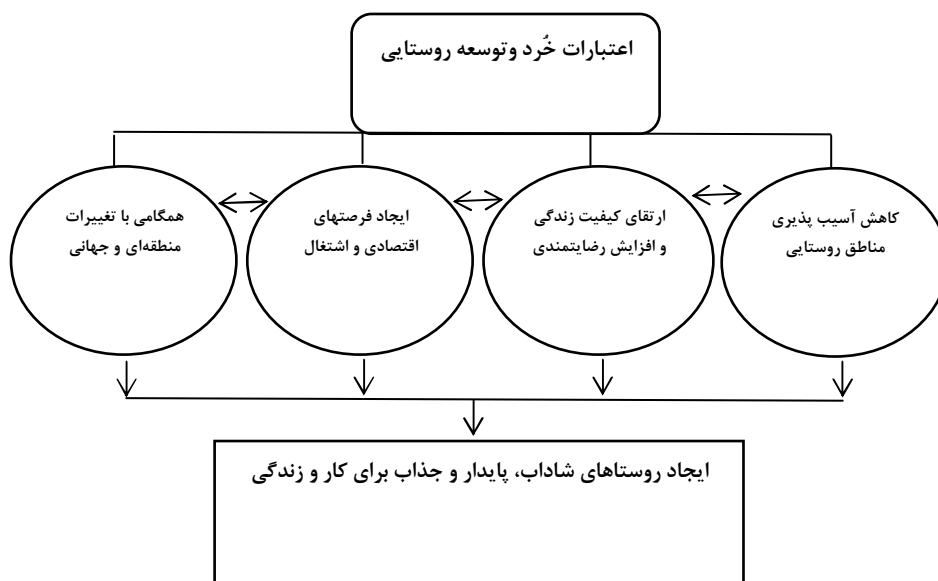 اعتبارات خُرد وتوسعه روستایی
کاهش آسیب پذیری
مناطق روستایی
ارتقای کیفیت زندگی
و افزایش رضایتمندی
ایجاد فرصتهای
اقتصادی و اشتغال
همگامی با تغییرات
منطقه‌ای و جهانی
ایجاد روستاهای شاداب، پایدار و جذاب برای کار و زندگی